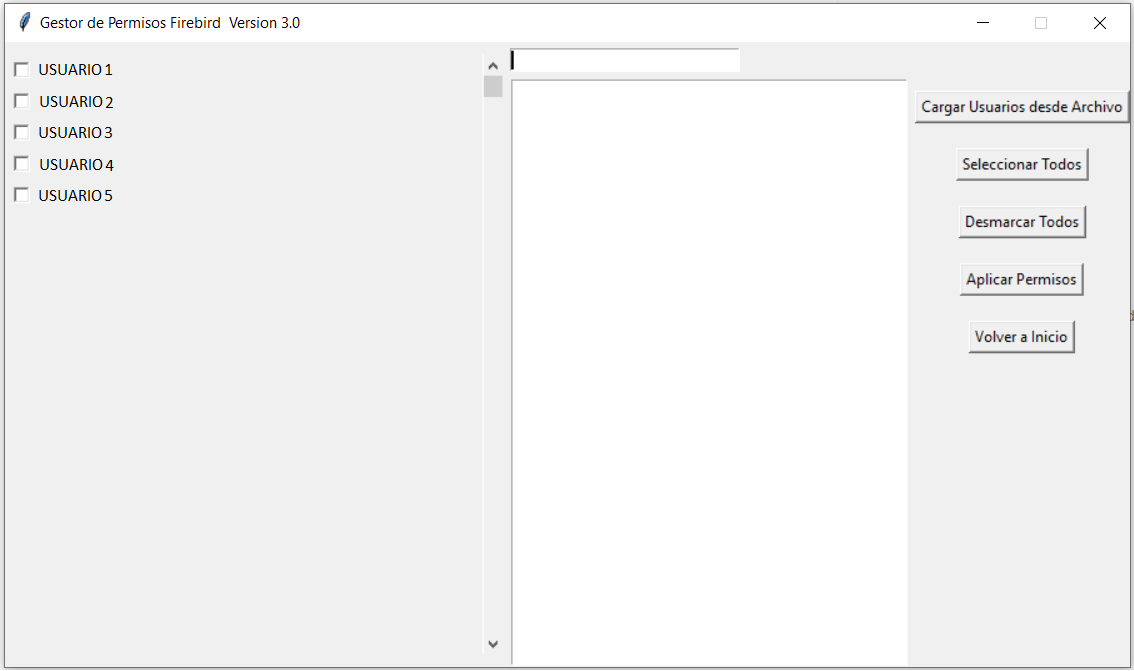 Gestor de Permisos Firebird  Version 3.0
USUARIO 1
USUARIO 2
USUARIO 3
USUARIO 4
USUARIO 5
Cargar Usuarios desde Archivo
Seleccionar Todos
Desmarcar Todos
Aplicar Permisos
Volver a Inicio